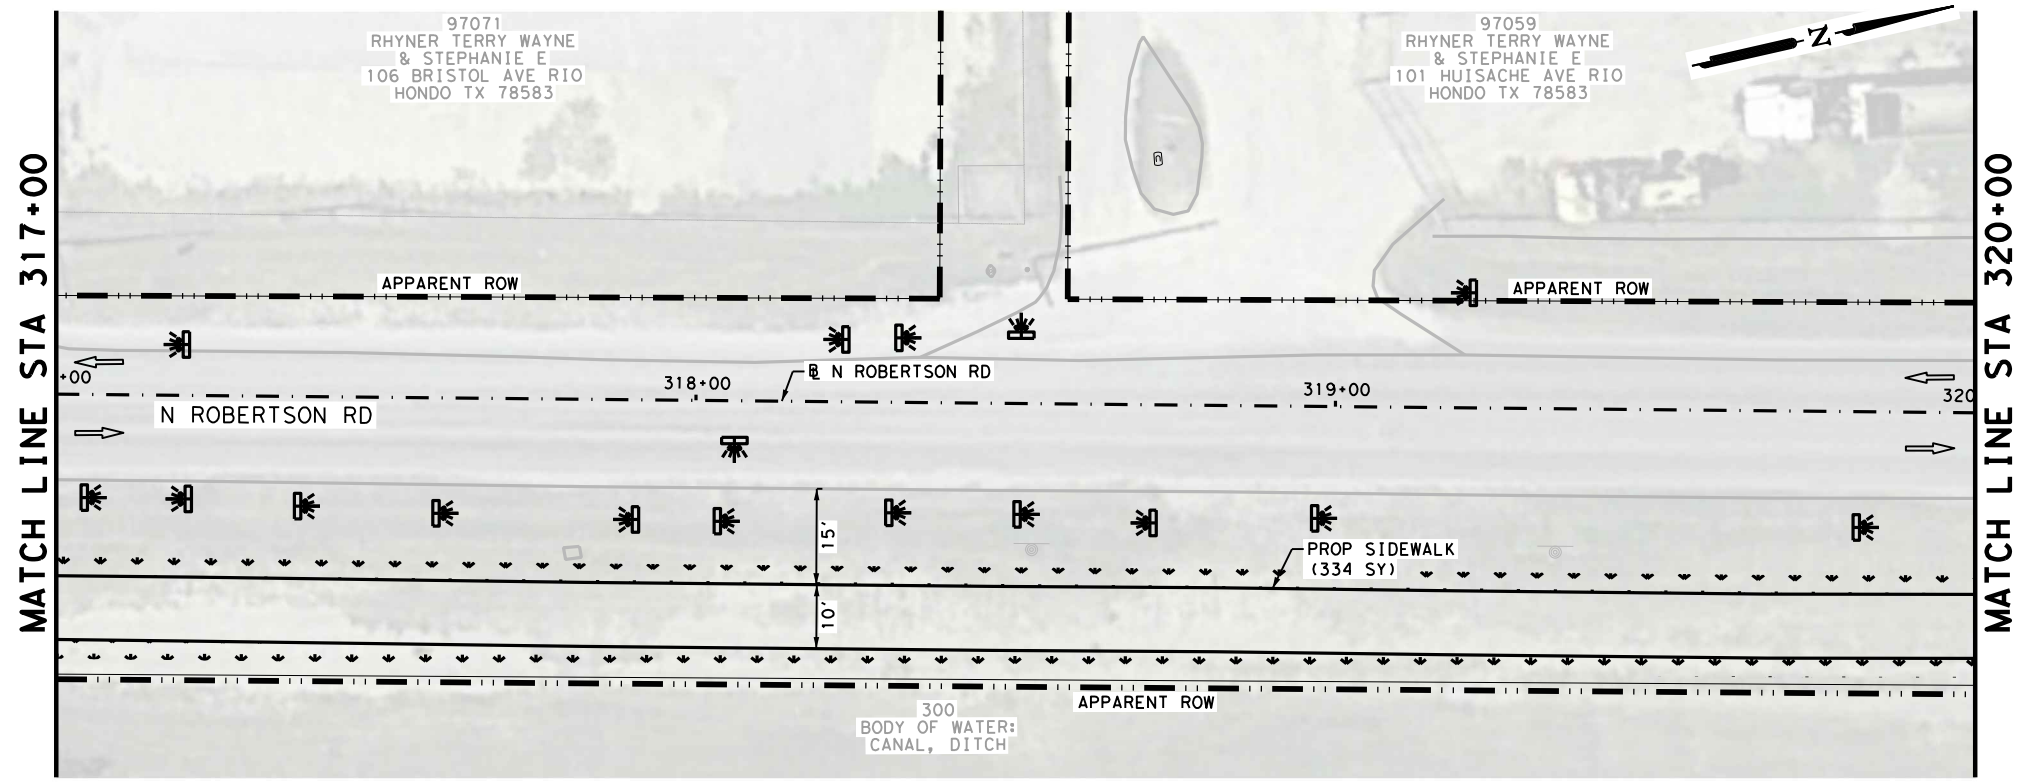 97071
RHYNER TERRY WAYNE
& STEPHANIE E
106 BRISTOL AVE RIO
HONDO TX 78583
97059
RHYNER TERRY WAYNE
& STEPHANIE E
101 HUISACHE AVE RIO
HONDO TX 78583
N
MATCH LINE STA 317+00
MATCH LINE STA 320+00
APPARENT ROW
APPARENT ROW
+00
318+00
BL N ROBERTSON RD
319+00
320
N ROBERTSON RD
15'
PROP SIDEWALK
(334 SY)
10'
APPARENT ROW
300
BODY OF WATER:
CANAL, DITCH